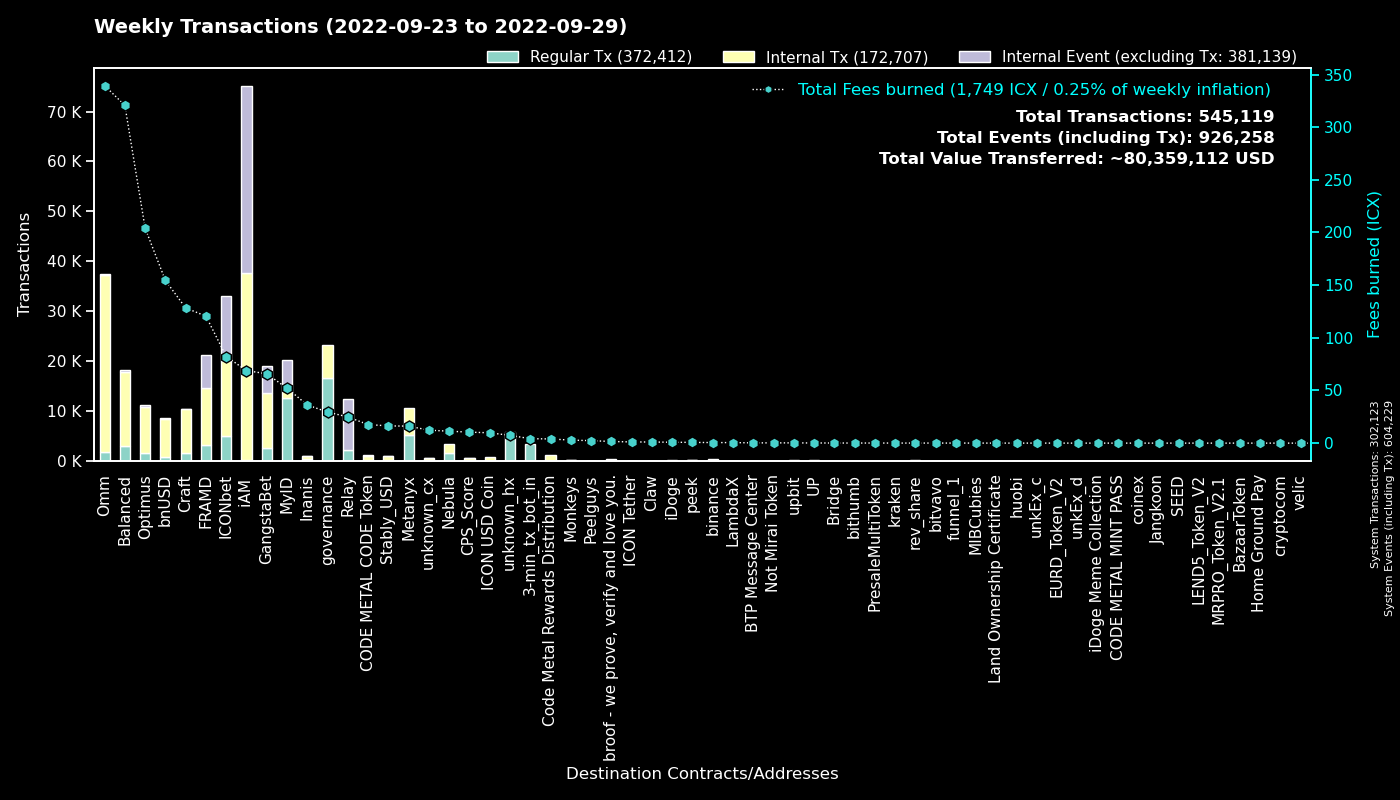 Weekly Transactions (2022-09-23 to 2022-09-29)
Regular Tx (372,412)
Internal Tx (172,707)
Internal Event (excluding Tx: 381,139)
Total Fees burned (1,749 ICX / 0.25% of weekly inflation)
Total Transactions: 545,119
Total Events (including Tx): 926,258
Total Value Transferred: ~80,359,112 USD
Transactions
70 K
60 K
50 K
40 K
30 K
20 K
10 K
0 K
350
300
250
200
150
100
50
0
Fees burned (ICX)
System Transactions: 302,123
System Events (including Tx): 604,229
Omm
Balanced
Optimus
bnUSD
Craft
FRAMD
ICONbet
iAM
GangstaBet
MyID
Inanis
governance
Relay
CODE METAL CODE Token
Stably_USD
Metanyx
unknown_cx
Nebula
CPS_Score
ICON USD Coin
unknown_hx
3-min_tx_bot_in
Code Metal Rewards Distribution
Monkeys
Peelguys
broof - we prove, verify and love you.
ICON Tether
Claw
iDoge
peek
binance
LambdaX
BTP Message Center
Not Mirai Token
upbit
UP
Bridge
bithumb
PresaleMultiToken
kraken
rev_share
bitvavo
funnel_1
MIBCubies
Land Ownership Certificate
huobi
unkEx_c
EURD_Token_V2
unkEx_d
iDoge Meme Collection
CODE METAL MINT PASS
coinex
Jangkoon
SEED
LEND5_Token_V2
MRPRO_Token_V2.1
BazaarToken
Home Ground Pay
cryptocom
velic
Destination Contracts/Addresses